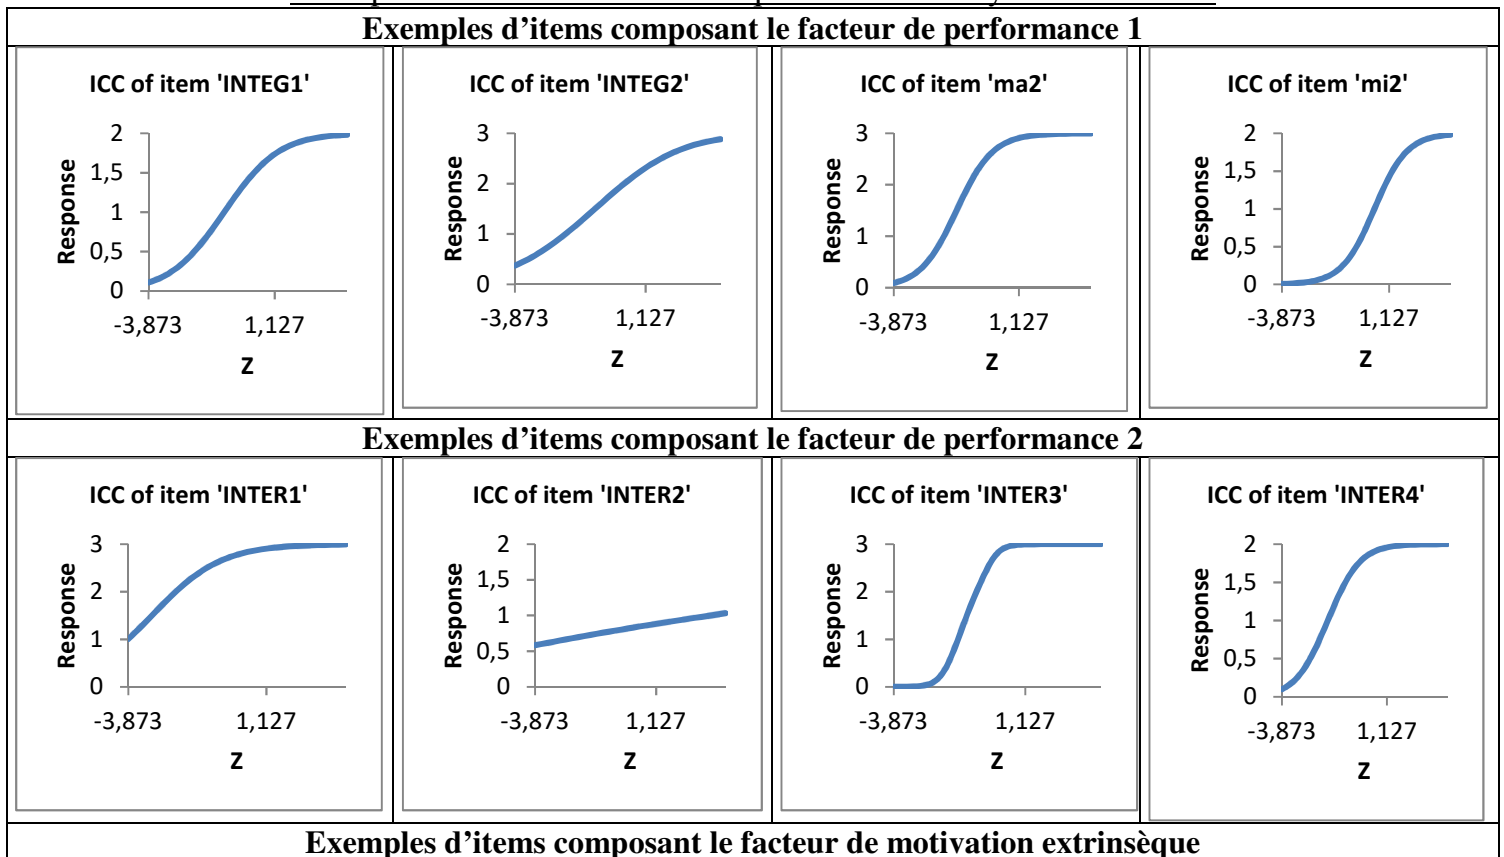 Exemples d’items composant le facteur de performance 1
ICC of item 'INTEG1'
Response
2
1,5
1
0,5
0
-3,873 1,127
Z
ICC of item 'INTEG2'
Response
3
2
1
0
-3,873 1,127
Z
ICC of item 'ma2'
Response
3
2
1
0
-3,873 1,127
Z
ICC of item 'mi2'
Response
2
1,5
1
0,5
0
-3,873 1,127
Z
Exemples d’items composant le facteur de performance 2
ICC of item 'INTER1'
Response
3
2
1
0
-3,873 1,127
Z
ICC of item 'INTER2'
Response
2
1,5
1
0,5
0
-3,873 1,127
Z
ICC of item 'INTER3'
Response
3
2
1
0
-3,873 1,127
Z
ICC of item 'INTER4'
Response
2
1,5
1
0,5
0
-3,873 1,127
Z
Exemples d’items composant le facteur de motivation extrinsèque